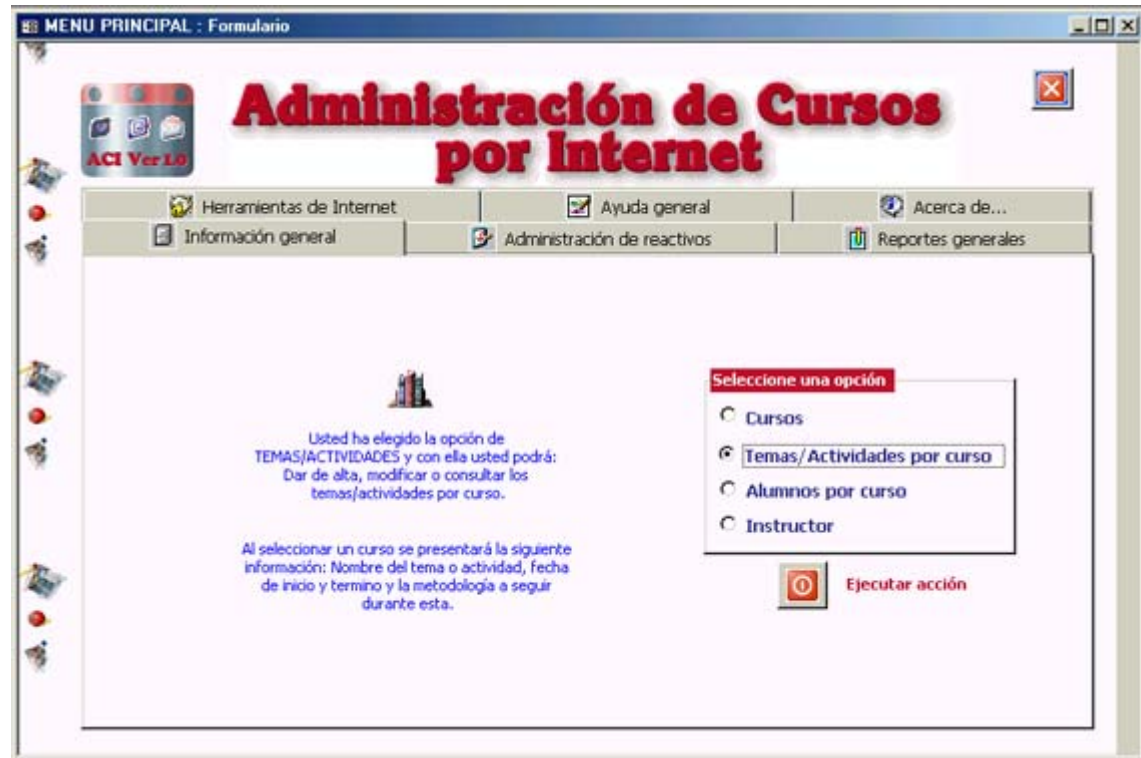 MENU PRINCIPAL : Formulario
Administración de Cursos
por Internet
ACI Ver 1.0
Herramientas de Internet
Ayuda general
Acerca de...
Información general
Administración de reactivos
Reportes generales
Usted ha elegido la opción de
TEMAS/ACTIVIDADES y con ella usted podrá:
Dar de alta, modificar o consultar los
temas/actividades por curso.
Al seleccionar un curso se presentará la siguiente
información: Nombre del tema o actividad, fecha
de inicio y termino y la metodología a seguir
durante esta.
Seleccione una opción
Cursos
Temas/Actividades por curso
Alumnos por curso
Instructor
Ejecutar acción